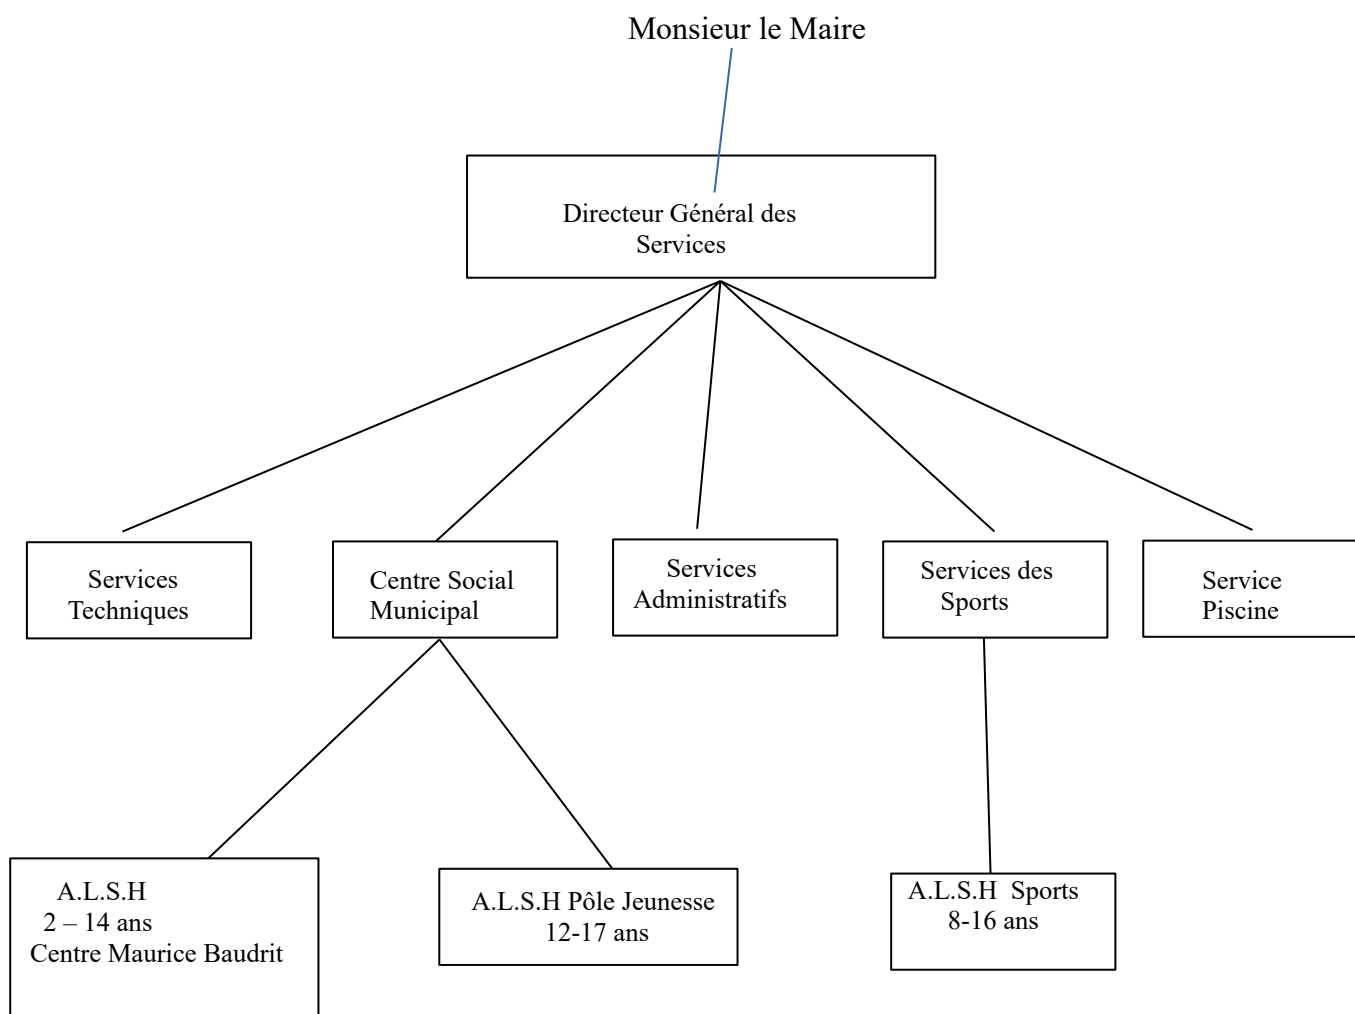 Monsieur le Maire
Directeur Général des
Services
Services
Techniques
Centre Social
Municipal
Services
Administratifs
Services des
Sports
Service
Piscine
A.L.S.H
2 – 14 ans
Centre Maurice Baudrit
A.L.S.H Pôle Jeunesse
12-17 ans
A.L.S.H  Sports
8-16 ans